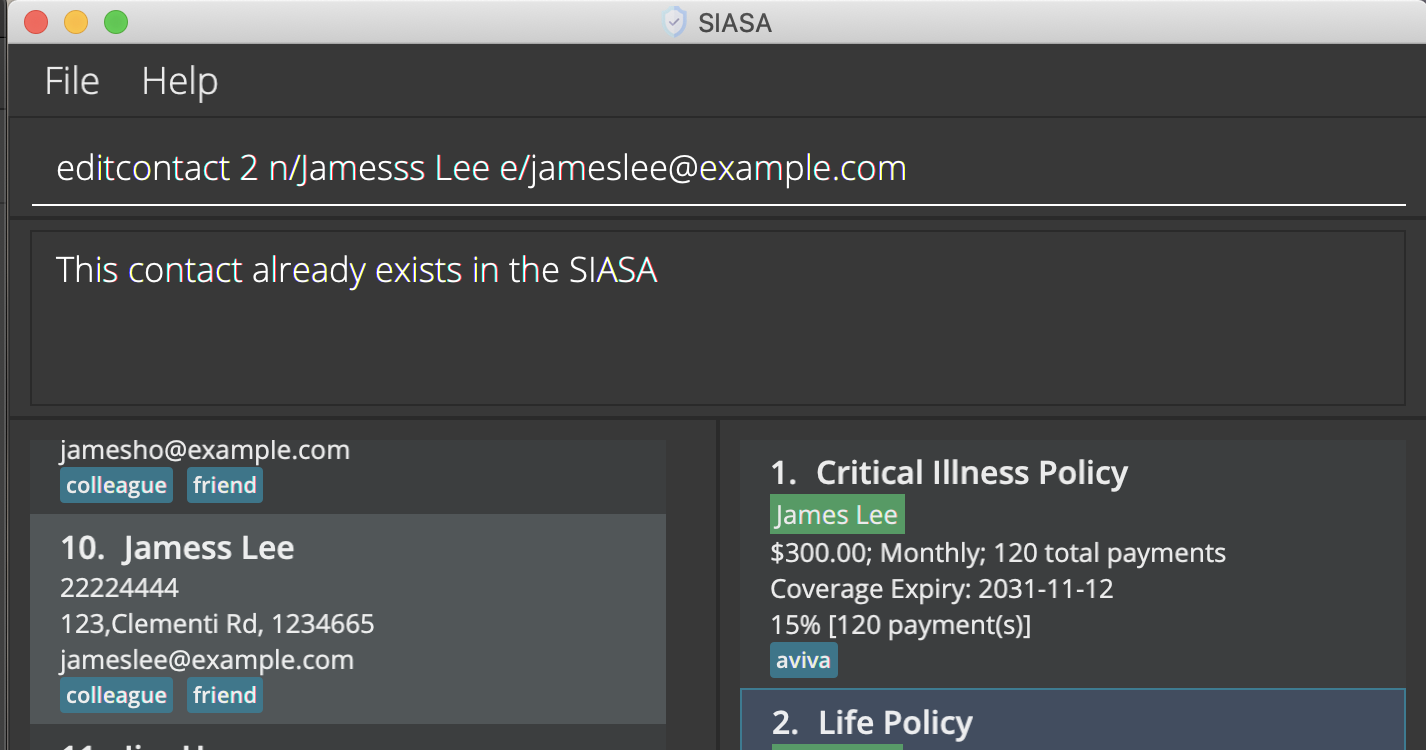 SIASA
File Help
editcontact 2 n/Jamesss Lee e/jameslee@example.com
This contact already exists in the SIASA
jamesho@example.com
colleague friend
10. Jamess Lee
22224444
123,Clementi Rd, 1234665
jameslee@example.com
colleague friend
1. Critical Illness Policy
James Lee
$300.00; Monthly; 120 total payments
Coverage Expiry: 2031-11-12
15% [120 payment(s)]
aviva
2. Life Policy